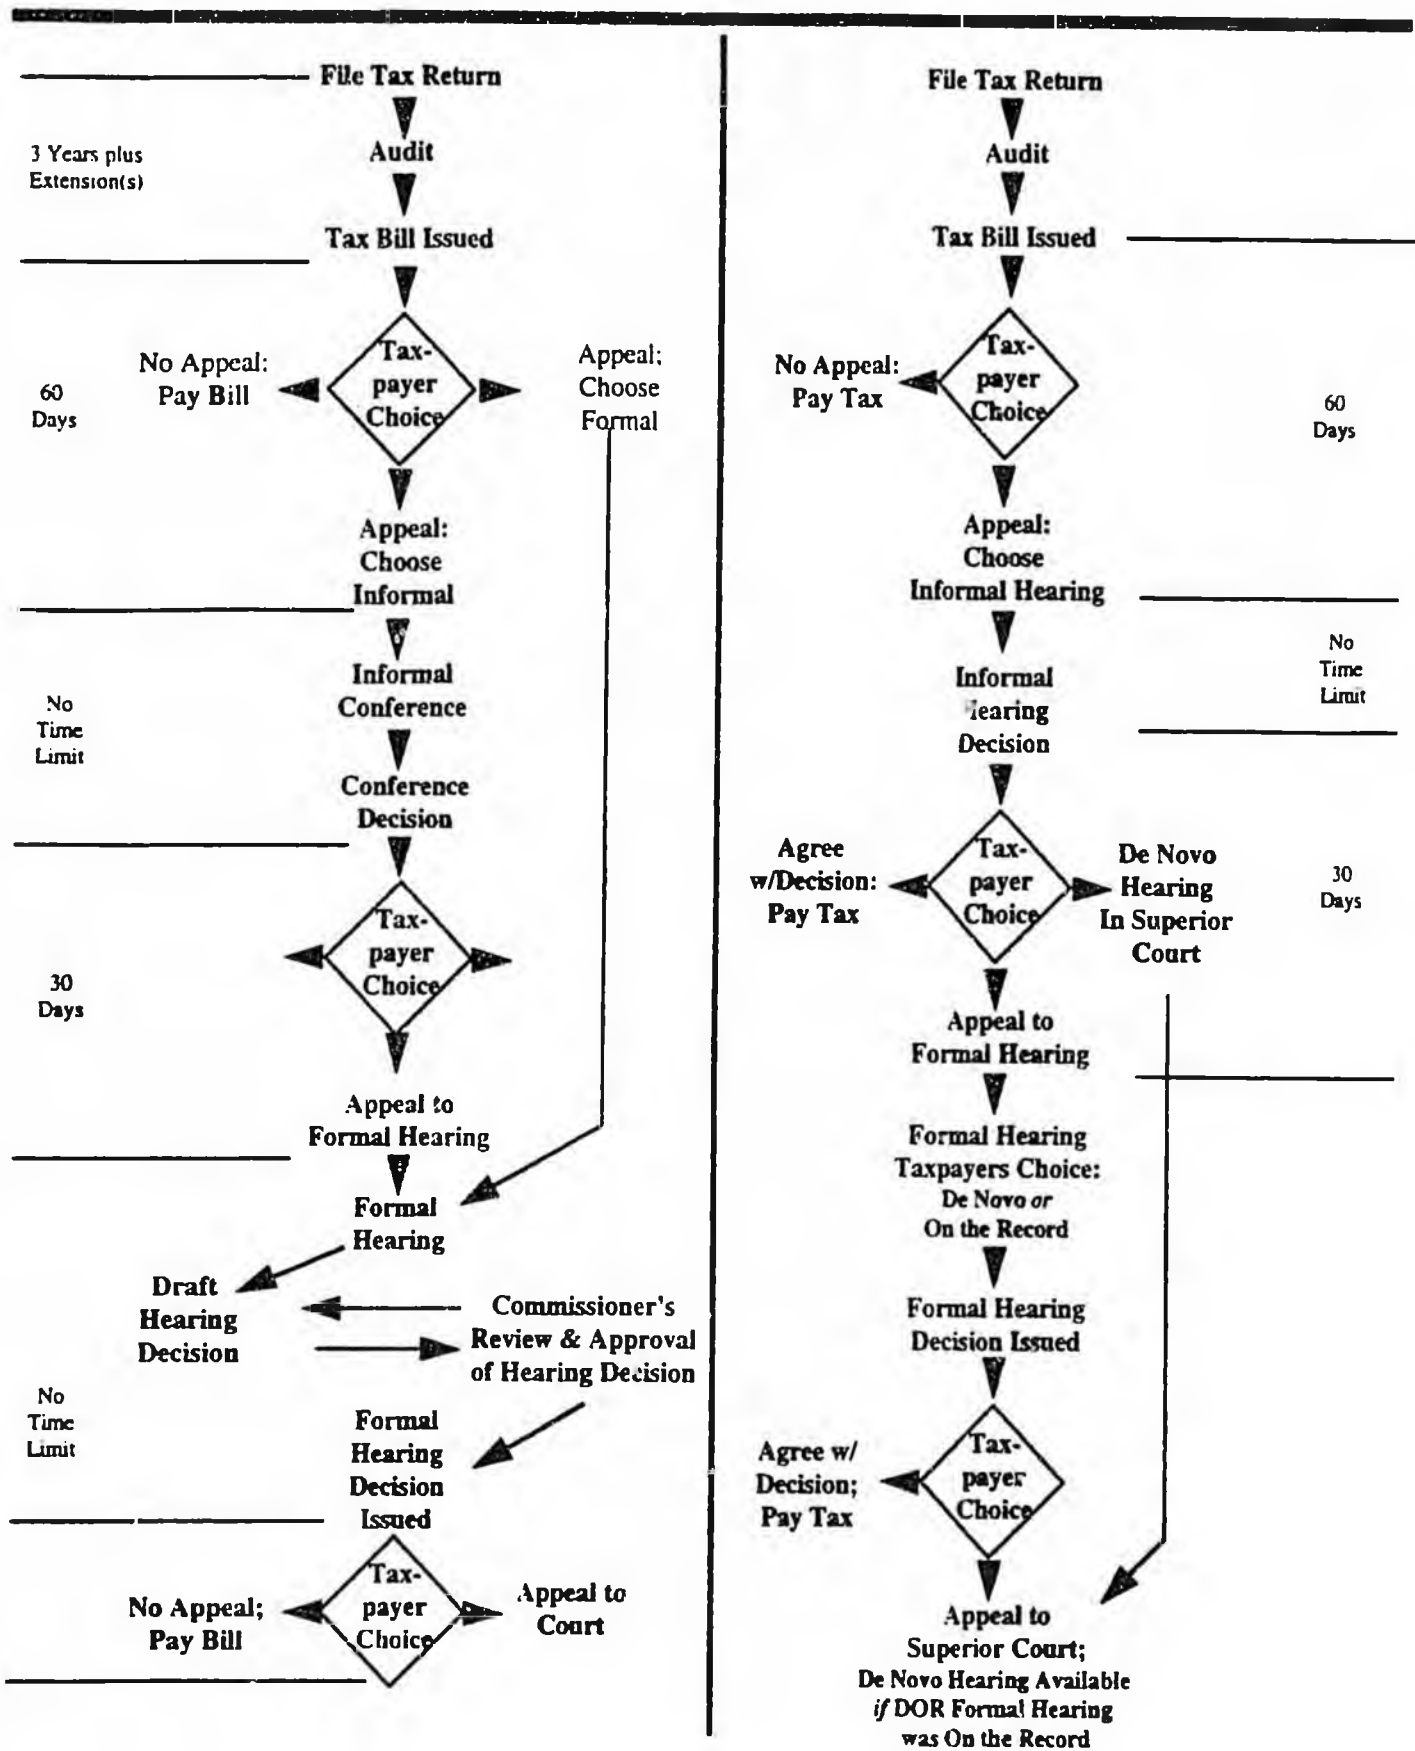 File Tax Return
3 Years plus
Extension(s)
Audit
Tax Bill Issued
60
Days
No Appeal:
Pay Bill
Tax-
payer
Choice
Appeal;
Choose
Formal
Appeal:
Choose
Informal
No
Time
Limit
Informal
Conference
Conference
Decision
30
Days
Tax-
payer
Choice
Appeal to
Formal Hearing
Formal
Hearing
Draft
Hearing
Decision
Commissioner's
Review & Approval
of Hearing Decision
No
Time
Limit
Formal
Hearing
Decision
Issued
No Appeal;
Pay Bill
Tax-
payer
Choice
Appeal to
Court
File Tax Return
Audit
Tax Bill Issued
No Appeal:
Pay Tax
Tax-
payer
Choice
60
Days
Appeal:
Choose
Informal Hearing
No
Time
Limit
Informal
Hearing
Decision
Agree
w/Decision:
Pay Tax
Tax-
payer
Choice
De Novo
Hearing
In Superior
Court
30
Days
Appeal to
Formal Hearing
Formal Hearing
Taxpayers Choice:
De Novo or
On the Record
Formal Hearing
Decision Issued
Agree w/
Decision;
Pay Tax
Tax-
payer
Choice
Appeal to
Superior Court;
De Novo Hearing Available
if DOR Formal Hearing
was On the Record